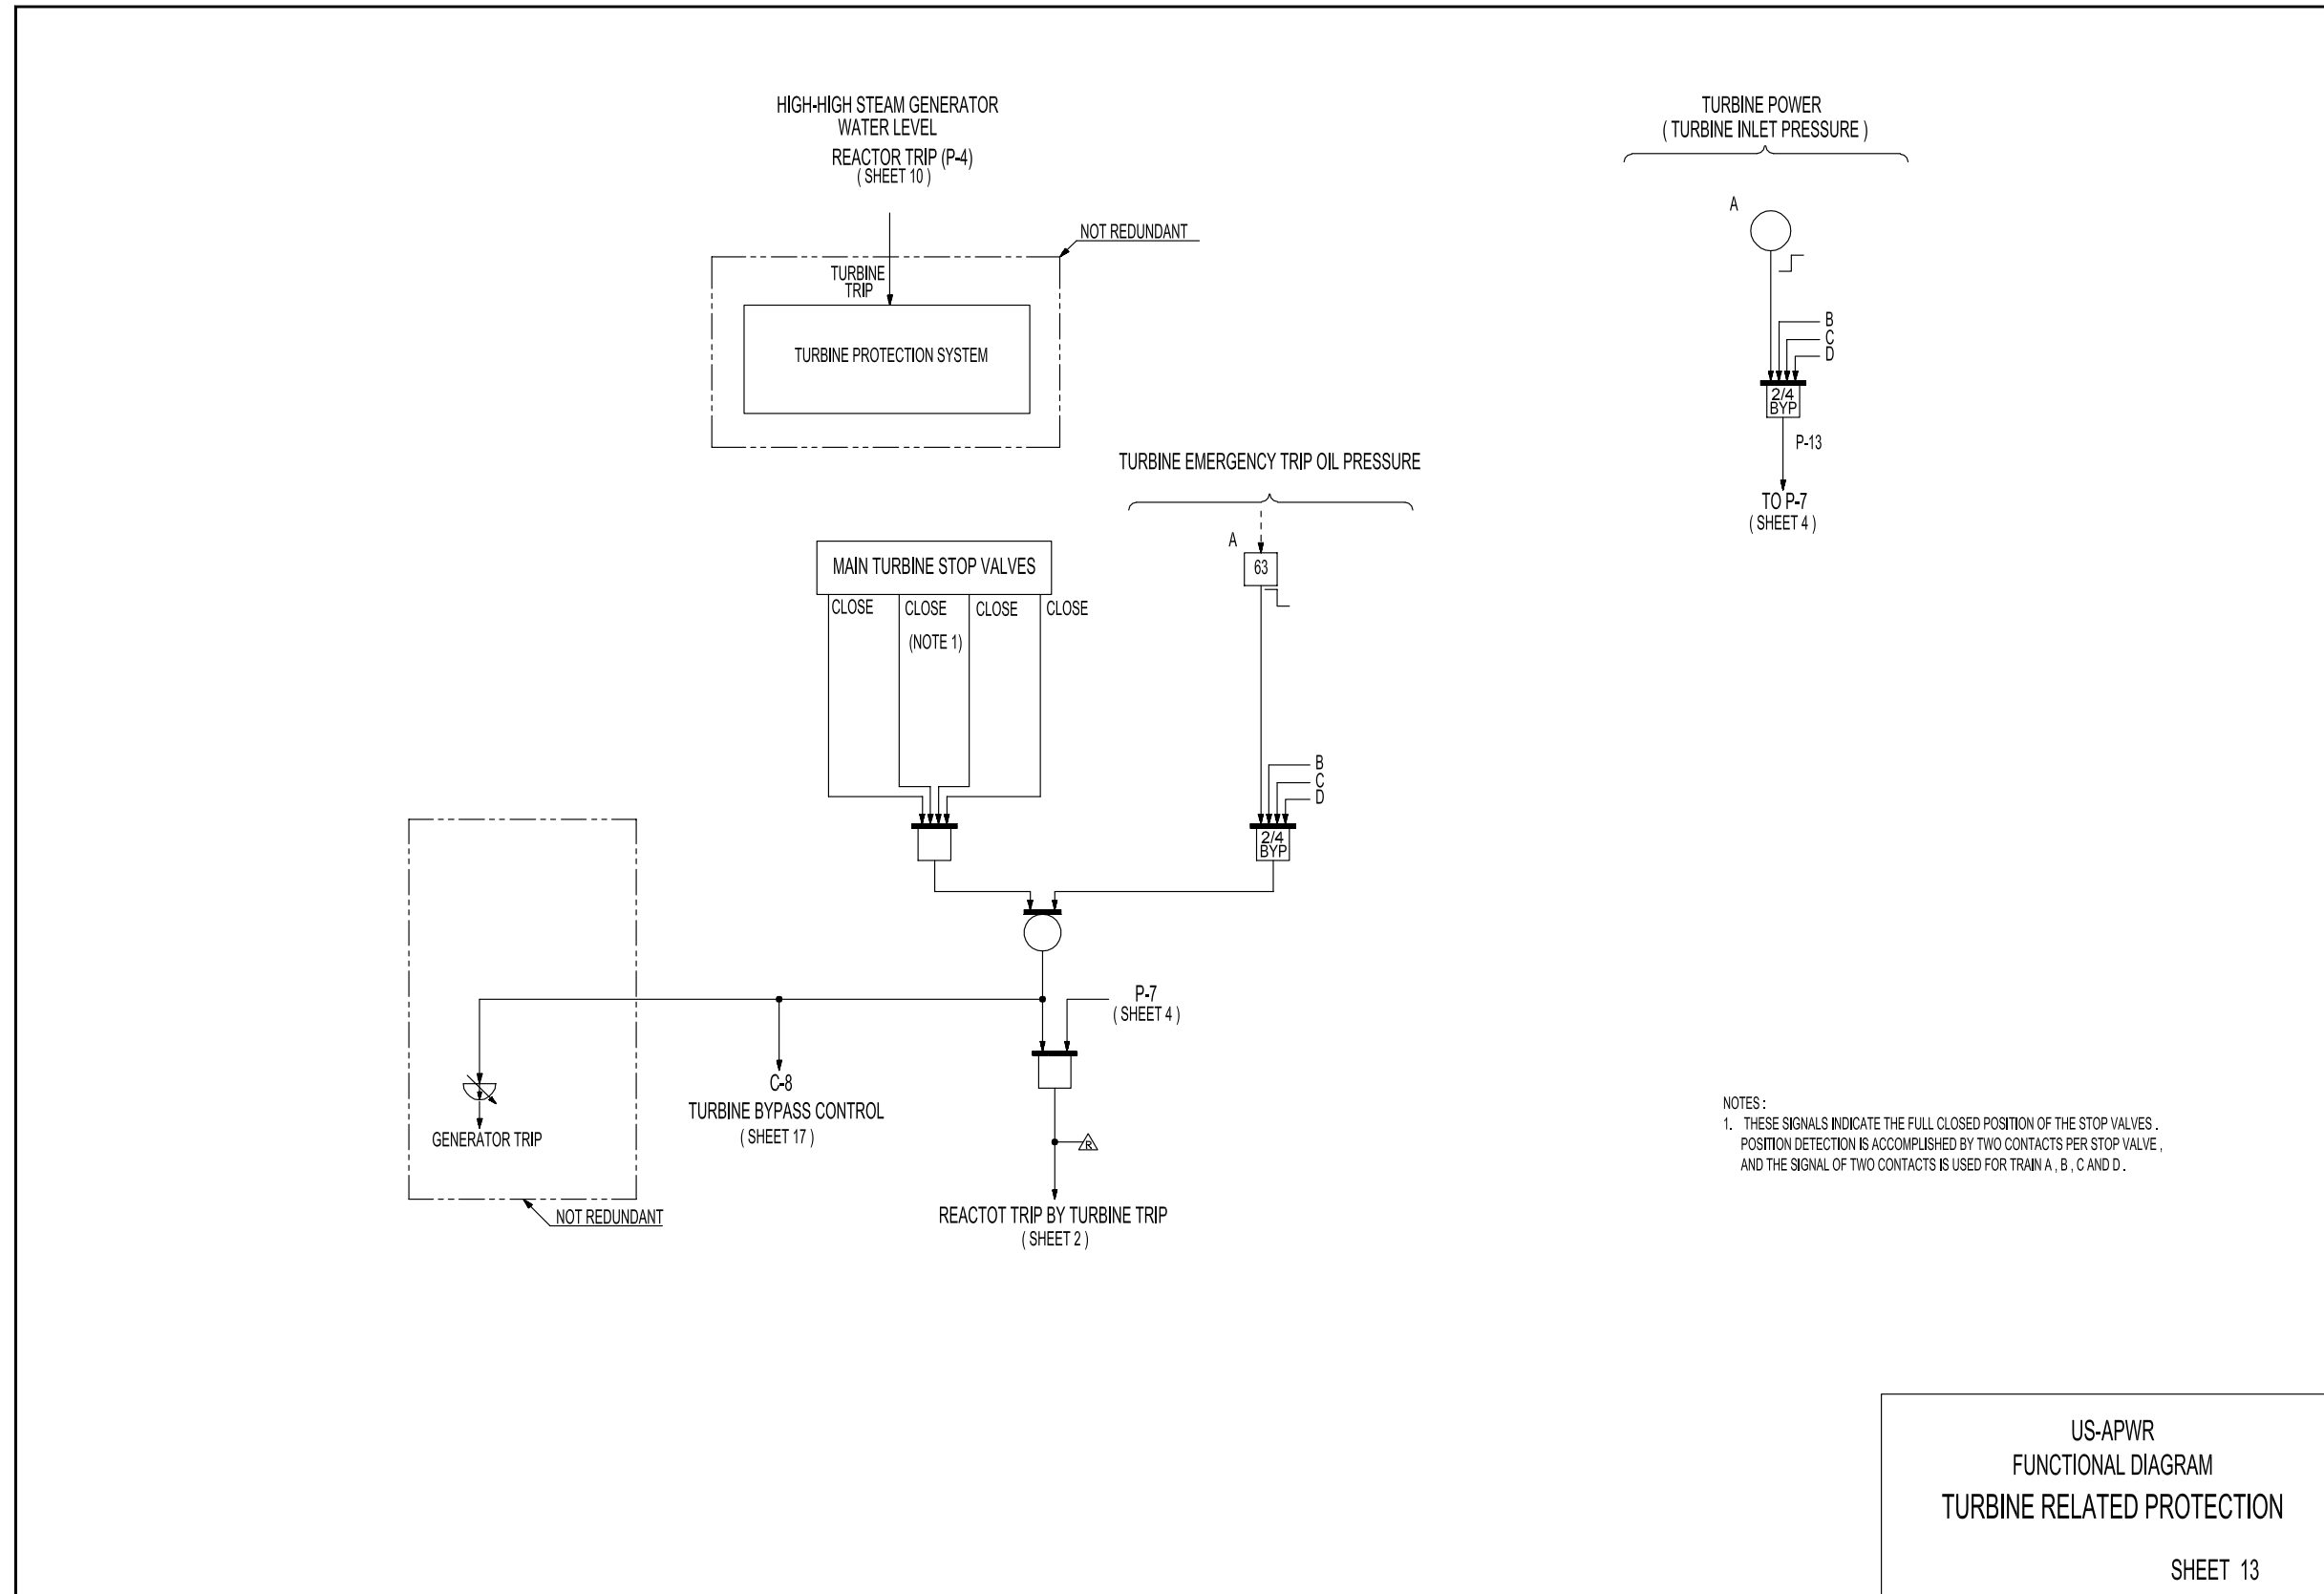 HIGH-HIGH STEAM GENERATOR
WATER LEVEL
REACTOR TRIP (P-4)
( SHEET 10 )
NOT REDUNDANT
TURBINE
TRIP
TURBINE PROTECTION SYSTEM
TURBINE POWER
( TURBINE INLET PRESSURE )
A
B
C
D
2/4
BYP
P-13
TO P-7
( SHEET 4 )
TURBINE EMERGENCY TRIP OIL PRESSURE
A
63
MAIN TURBINE STOP VALVES
CLOSE
CLOSE
CLOSE
CLOSE
(NOTE 1)
B
C
D
2/4
BYP
P-7
( SHEET 4 )
C-8
TURBINE BYPASS CONTROL
( SHEET 17 )
GENERATOR TRIP
NOT REDUNDANT
R
REACTOT TRIP BY TURBINE TRIP
( SHEET 2 )
NOTES :
1. THESE SIGNALS INDICATE THE FULL CLOSED POSITION OF THE STOP VALVES .
POSITION DETECTION IS ACCOMPLISHED BY TWO CONTACTS PER STOP VALVE ,
AND THE SIGNAL OF TWO CONTACTS IS USED FOR TRAIN A , B , C AND D .
US-APWR
FUNCTIONAL DIAGRAM
TURBINE RELATED PROTECTION
SHEET 13